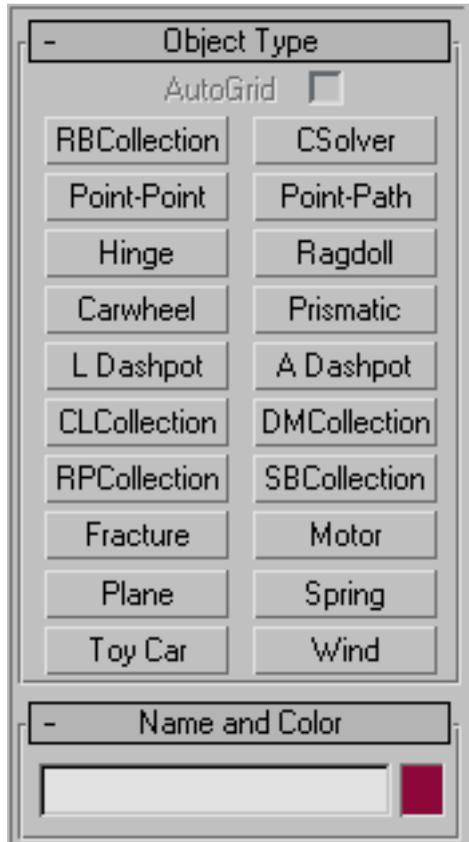 - Object Type
AutoGrid
RBCollection CSolver
Point-Point Point-Path
Hinge Ragdoll
Carwheel Prismatic
L Dashpot A Dashpot
CLCollection DMCollection
RPCollection SBCollection
Fracture Motor
Plane Spring
Toy Car Wind
- Name and Color